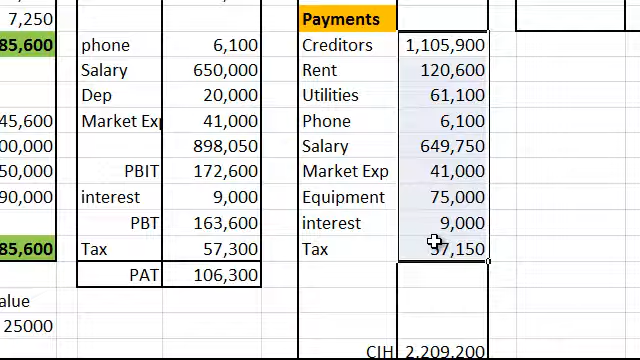 7,250
Payments
85,600 phone 6,100 Creditors 1,105,900
Salary 650,000 Rent 120,600
Dep 20,000 Utilities 61,100
45,600 Market Exp 41,000 Phone 6,100
00,000 898,050 Salary 649,750
50,000 PBIT 172,600 Market Exp 41,000
90,000 interest 9,000 Equipment 75,000
PBT 163,600 interest 9,000
85,600 Tax 57,300 Tax 57,150
PAT 106,300
alue
25000
CIH 2,209,200